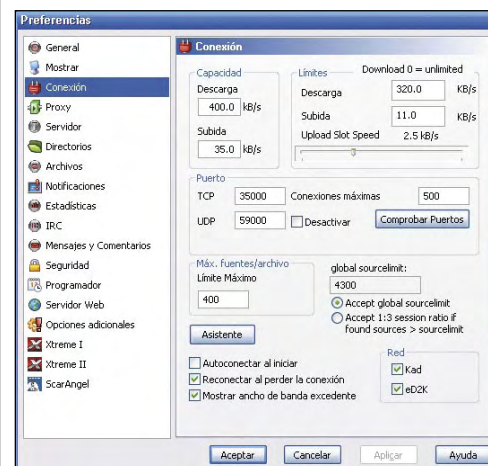 Preferencias
General
Mostrar
Conexión
Proxy
Servidor
Directorios
Archivos
Notificaciones
Estadísticas
IRC
Mensajes y Comentarios
Seguridad
Programador
Servidor Web
Opciones adicionales
Xtreme I
Xtreme II
ScarAngel
Conexión
Capacidad
Descarga
400.0 kB/s
Subida
35.0 kB/s
Límites Download 0 = unlimited
Descarga 320.0 KB/s
Subida 11.0 KB/s
Upload Slot Speed 2.5 kB/s
Puerto
TCP 35000 Conexiones máximas 500
UDP 59000 Desactivar Comprobar Puertos
Máx. fuentes/archivo
Límite Máximo
400
global sourcelimit:
4300
Accept global sourcelimit
Accept 1:3 session ratio if
found sources > sourcelimit
Asistente
Autoconectar al iniciar
Reconectar al perder la conexión
Mostrar ancho de banda excedente
Red
Kad
eD2K
Aceptar Cancelar Aplicar Ayuda